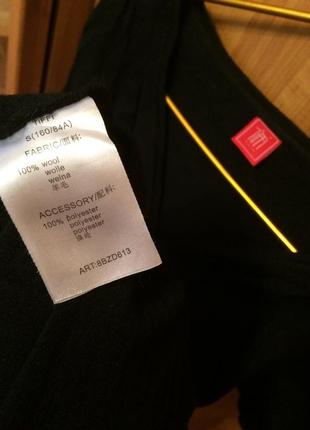 TIFFI
S(160/84A)
FABRIC/面料:
100% wool
wolle
welna
羊毛
ACCESSORY/配料:
100% polyester
polyester
polyester
涤纶
ART:8BZD613